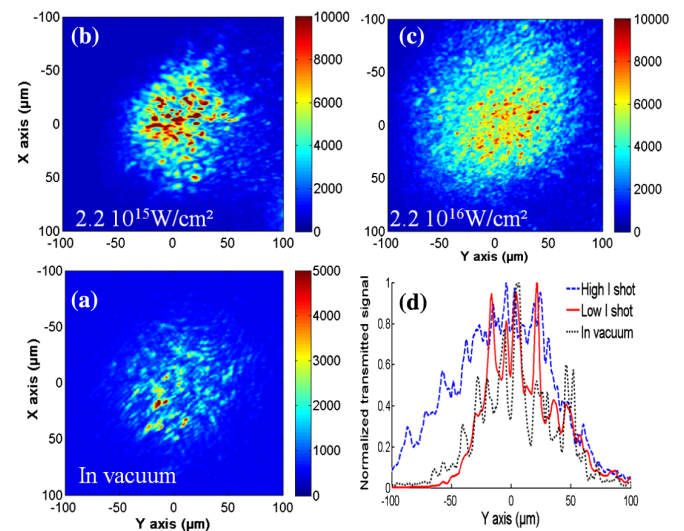 (b)
-100
-50
0
50
100
X axis (µm)
2.2 10¹⁵W/cm²
-100 -50 0 50 100
10000
8000
6000
4000
2000
0
(c)
-100
-50
0
50
100
2.2 10¹⁶W/cm²
-100 -50 0 50 100
Y axis (µm)
10000
8000
6000
4000
2000
0
(a)
-100
-50
0
50
100
X axis (µm)
In vacuum
-100 -50 0 50 100
Y axis (µm)
5000
4000
3000
2000
1000
0
(d)
High I shot
Low I shot
In vacuum
Normalized transmitted signal
1
0.8
0.6
0.4
0.2
0
-100 -50 0 50 100
Y axis (µm)